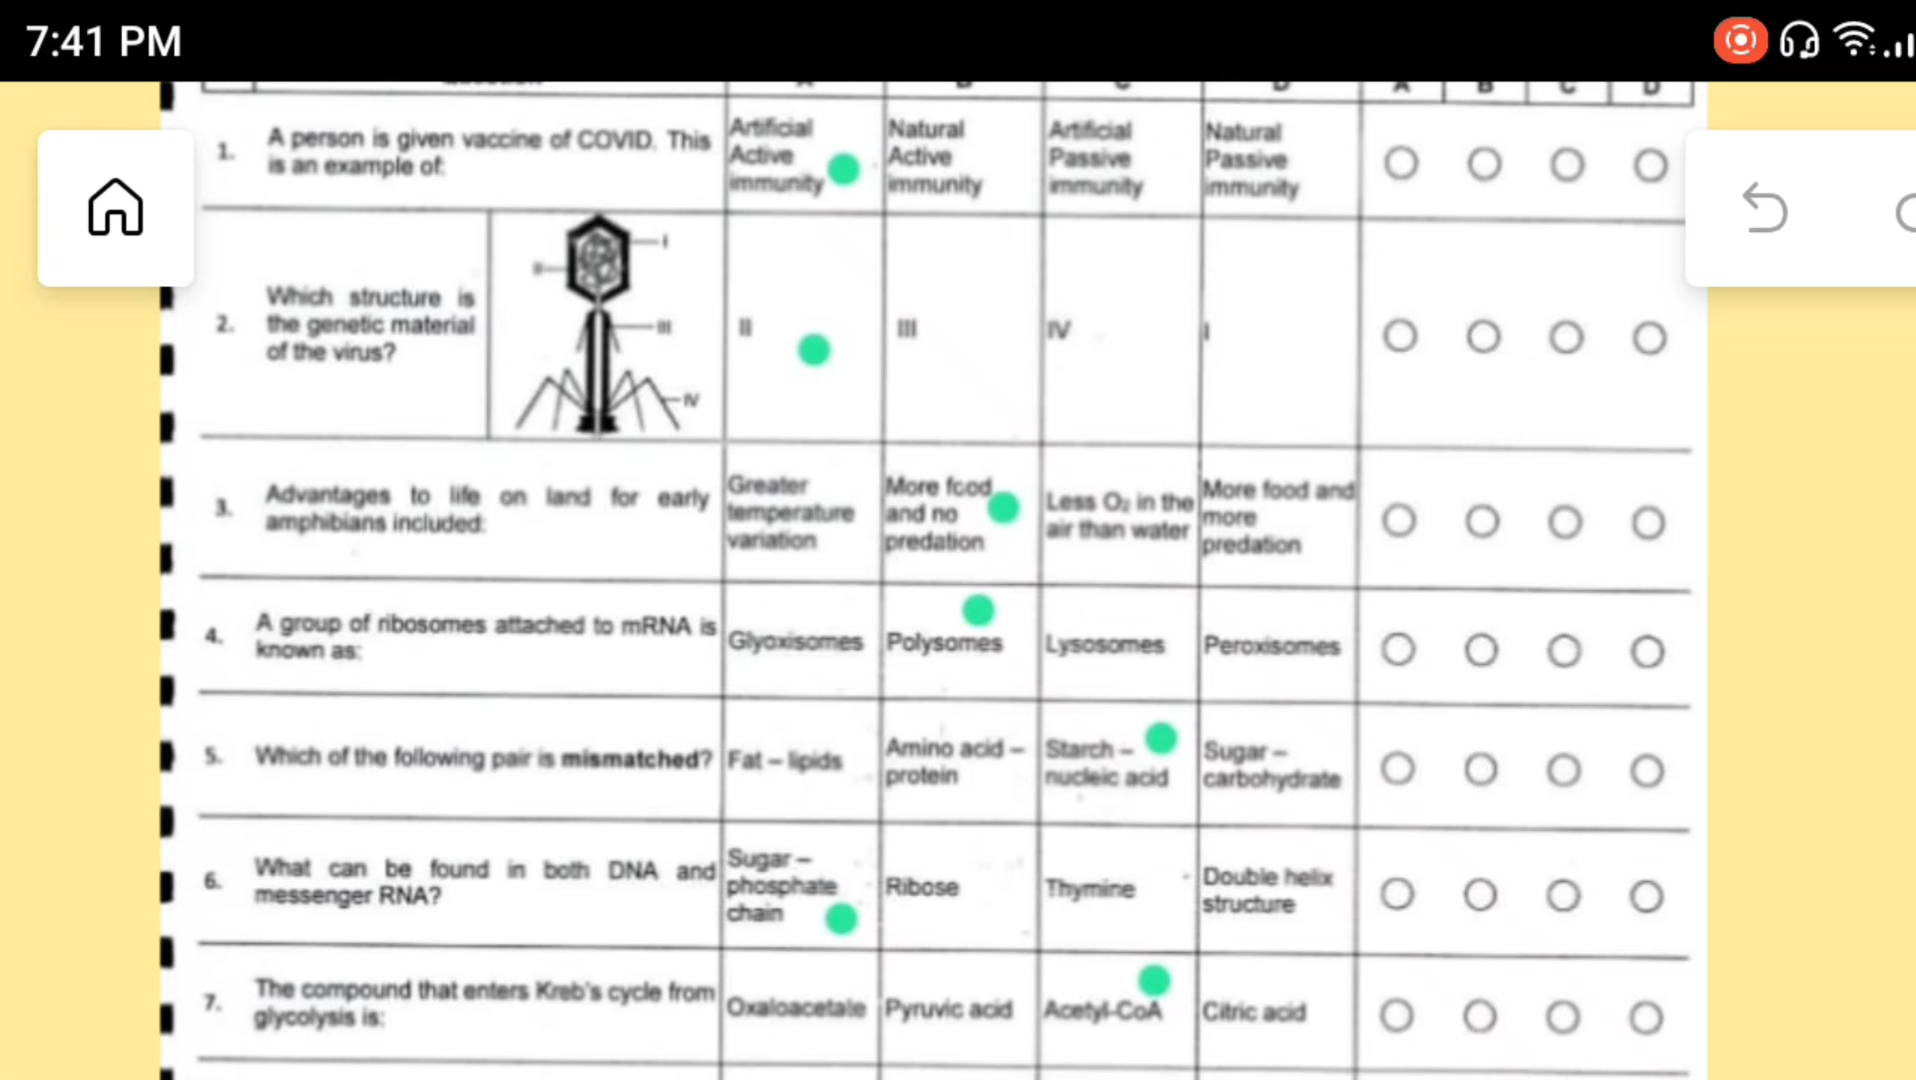 7:41 PM
Question A B C D A B C D
1. A person is given vaccine of COVID. This is an example of:
Artificial Active immunity
Natural Active immunity
Artificial Passive immunity
Natural Passive immunity
I
II
III
IV
2. Which structure is the genetic material of the virus?
II
III
IV
I
3. Advantages to life on land for early amphibians included:
Greater temperature variation
More food and no predation
Less O₂ in the air than water
More food and more predation
4. A group of ribosomes attached to mRNA is known as:
Glyoxisomes
Polysomes
Lysosomes
Peroxisomes
5. Which of the following pair is mismatched?
Fat – lipids
Amino acid – protein
Starch – nucleic acid
Sugar – carbohydrate
6. What can be found in both DNA and messenger RNA?
Sugar – phosphate chain
Ribose
Thymine
Double helix structure
7. The compound that enters Kreb's cycle from glycolysis is:
Oxaloacetate
Pyruvic acid
Acetyl-CoA
Citric acid